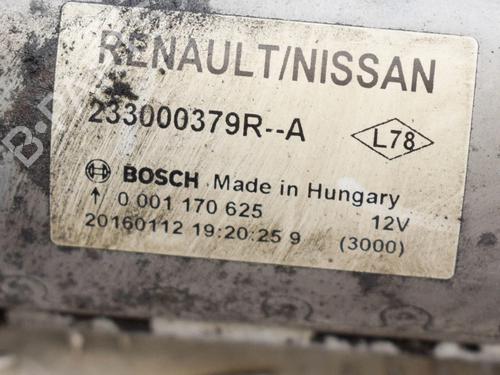 RENAULT/NISSAN
233000379R--A
L78
BOSCH Made in Hungary
↑ 0 001 170 625 12V
20160112 19:20:25 9 (3000)